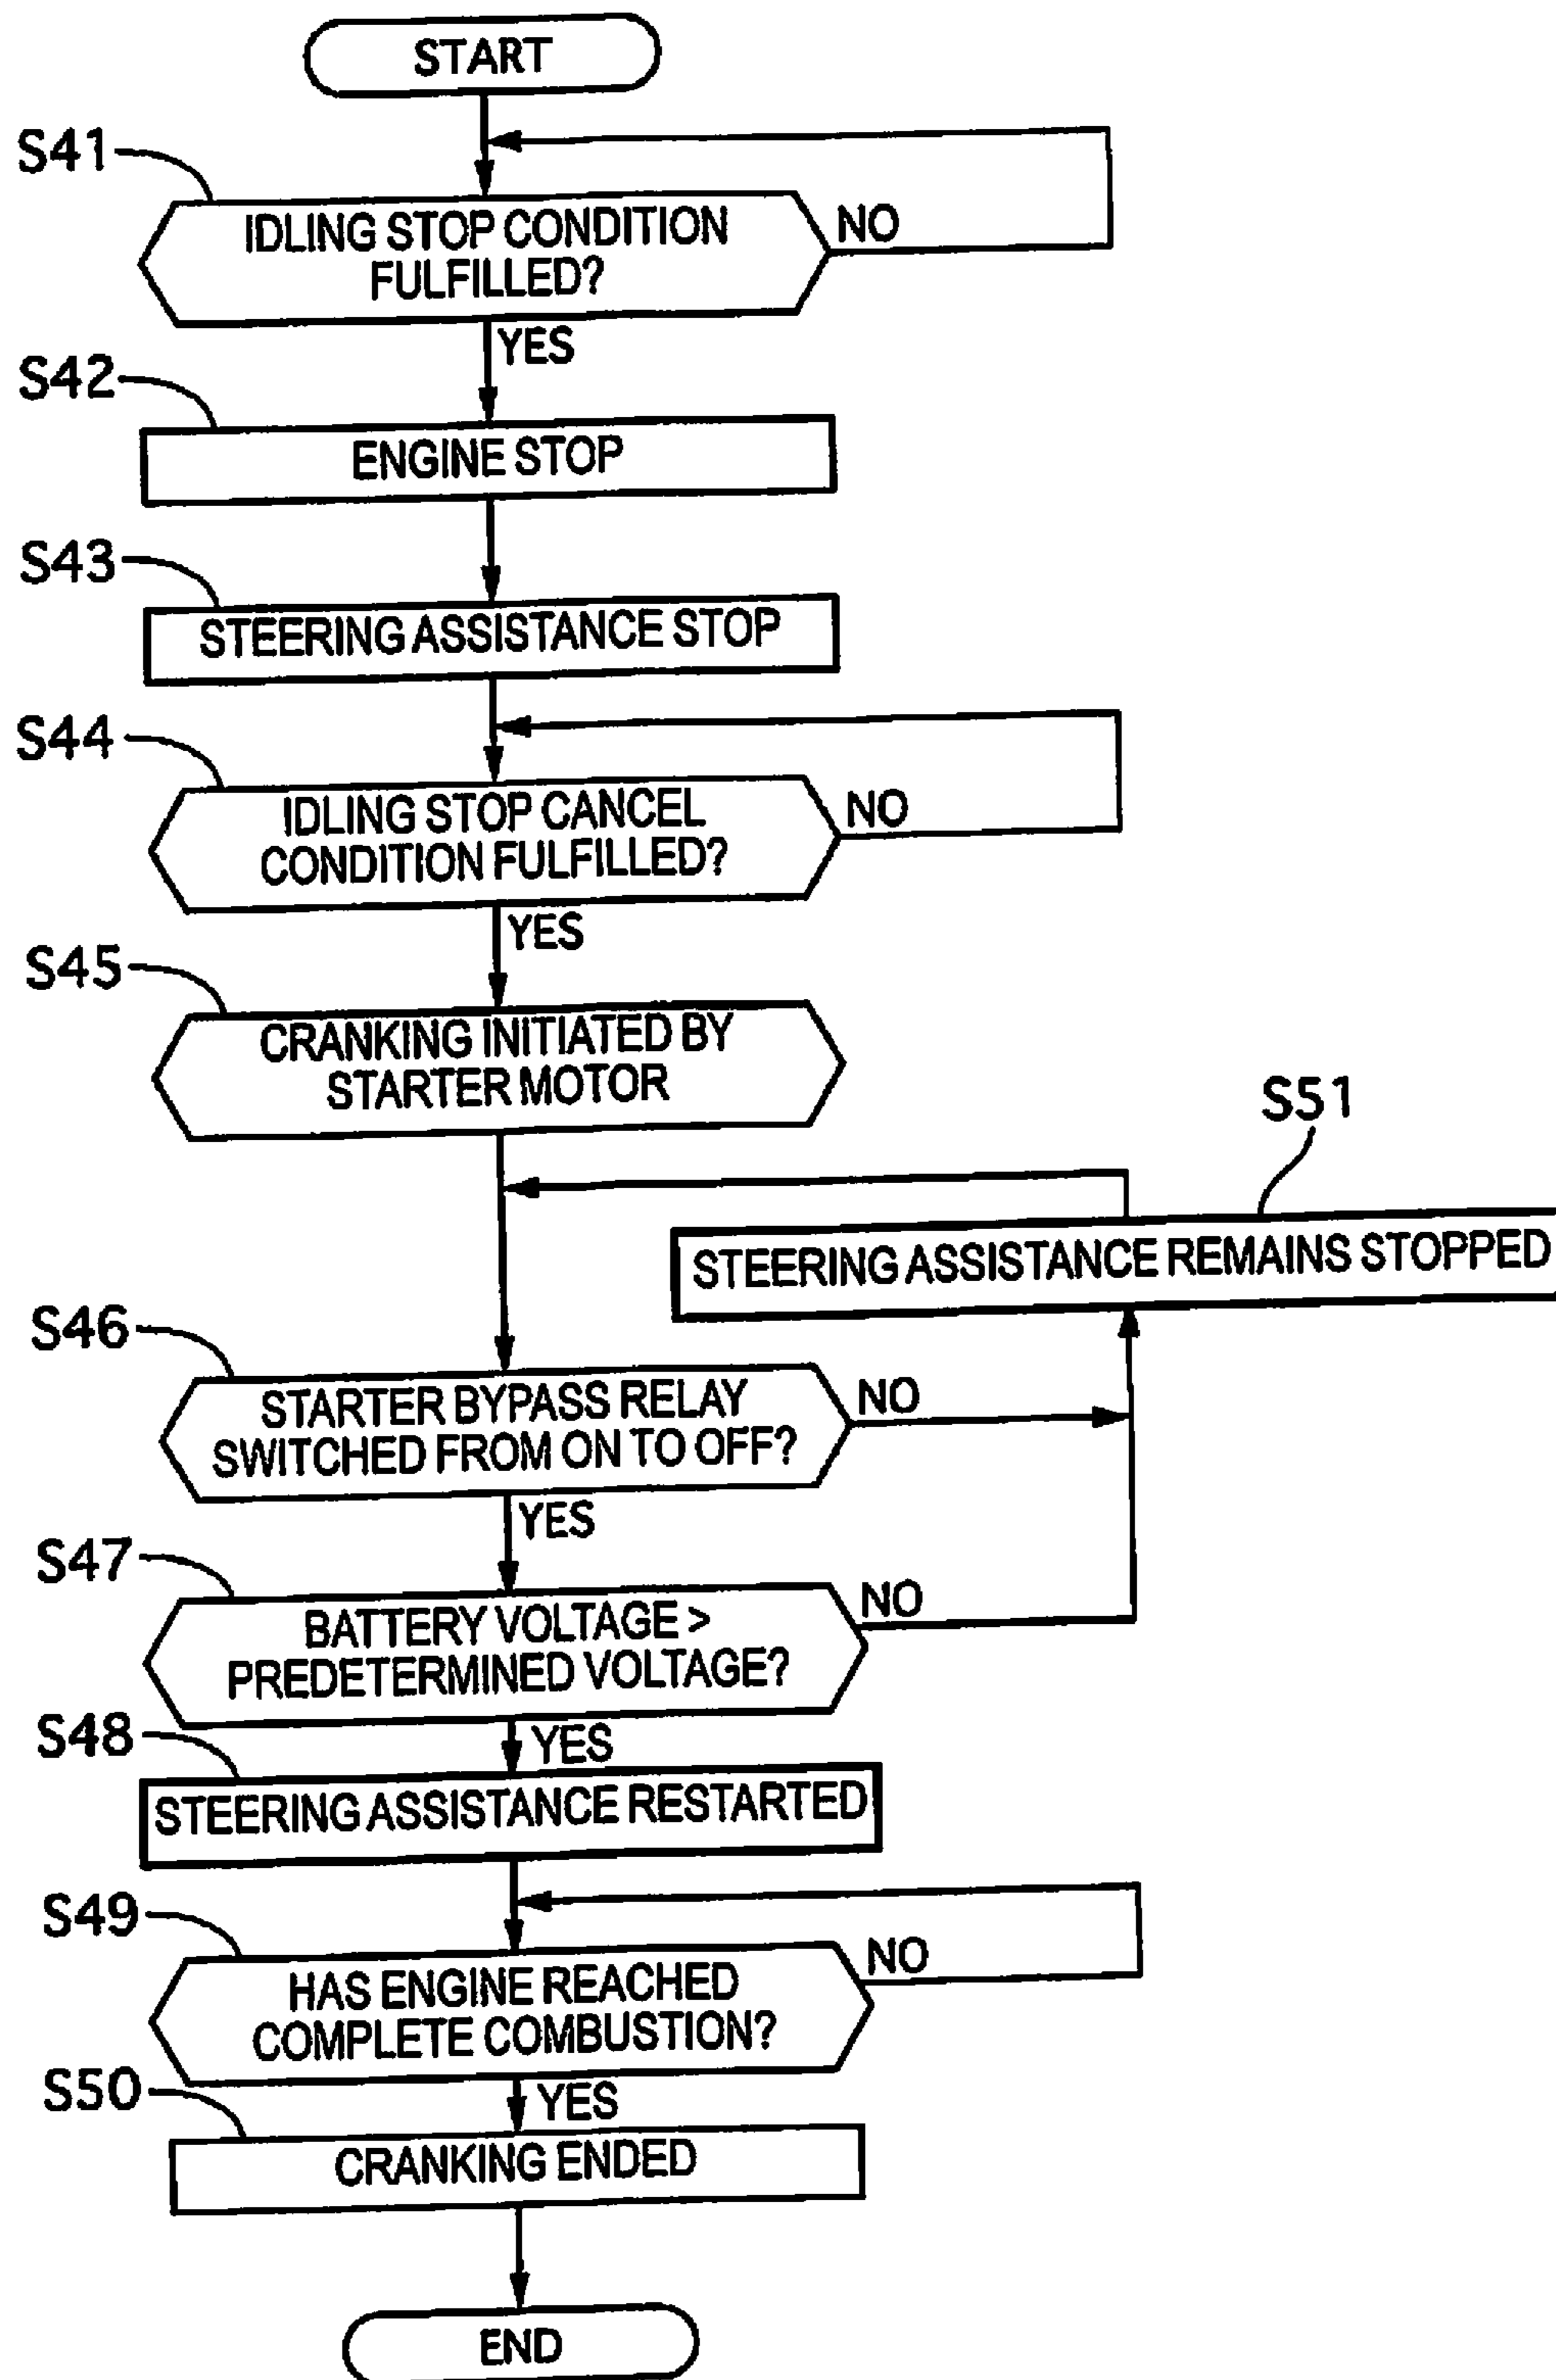 START
S41
IDLING STOP CONDITION
FULFILLED?
NO
YES
S42
ENGINE STOP
S43
STEERING ASSISTANCE STOP
S44
IDLING STOP CANCEL
CONDITION FULFILLED?
NO
YES
S45
CRANKING INITIATED BY
STARTER MOTOR
S51
STEERING ASSISTANCE REMAINS STOPPED
S46
STARTER BYPASS RELAY
SWITCHED FROM ON TO OFF?
NO
YES
S47
BATTERY VOLTAGE >
PREDETERMINED VOLTAGE?
NO
YES
S48
STEERING ASSISTANCE RESTARTED
S49
HAS ENGINE REACHED
COMPLETE COMBUSTION?
NO
YES
S50
CRANKING ENDED
END